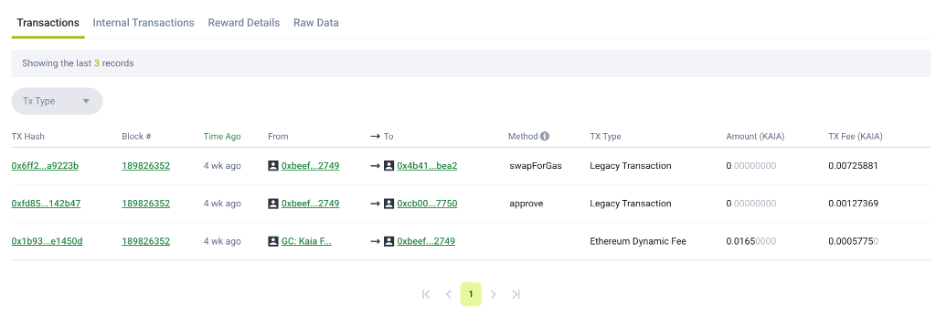 Transactions Internal Transactions Reward Details Raw Data
Showing the last 3 records
Tx Type
TX Hash Block # Time Ago From → To Method TX Type Amount (KAIA) TX Fee (KAIA)
0x6ff2...a9223b 189826352 4 wk ago 0xbeef...2749 → 0x4b41...bea2 swapForGas Legacy Transaction 0.00000000 0.00725881
0xfd85...142b47 189826352 4 wk ago 0xbeef...2749 → 0xcb00...7750 approve Legacy Transaction 0.00000000 0.00127369
0x1b93...e1450d 189826352 4 wk ago GC: Kaia F... → 0xbeef...2749 Ethereum Dynamic Fee 0.01650000 0.00057750
1